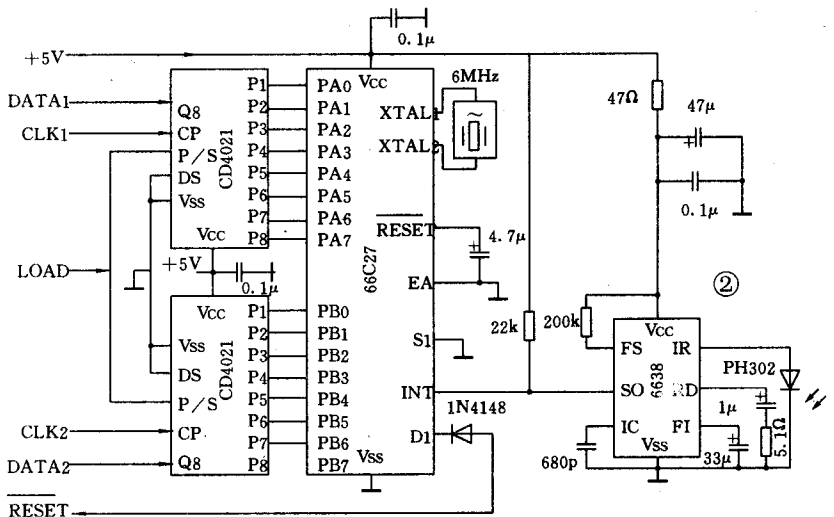 0.1μ
+5V
DATA1
CLK1
Q8
CP
P/S
DS
Vss
Vcc
CD4021
P1
P2
P3
P4
P5
P6
P7
P8
Vcc
PA0
PA1
PA2
PA3
PA4
PA5
PA6
PA7
66C27
XTAL1
XTAL2
6MHz
RESET
4.7μ
EA
S1
INT
D1
47Ω
47μ
0.1μ
②
LOAD
+5V
0.1μ
Vcc
Vss
DS
P/S
CP
Q8
CD4021
P1
P2
P3
P4
P5
P6
P7
P8
PB0
PB1
PB2
PB3
PB4
PB5
PB6
PB7
Vss
CLK2
DATA2
RESET
1N4148
22k
200k
Vcc
FS
IR
SO
RD
IC
FI
Vss
6638
PH302
680p
1μ
33μ
5.1Ω